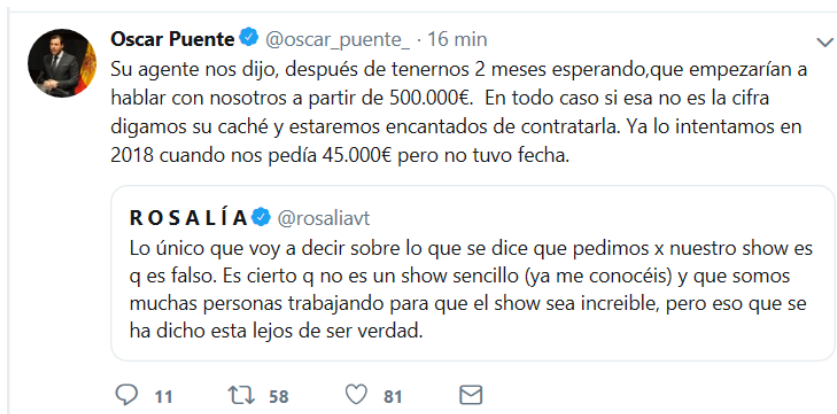 Oscar Puente @oscar_puente_ · 16 min
Su agente nos dijo, después de tenernos 2 meses esperando,que empezarían a
hablar con nosotros a partir de 500.000€. En todo caso si esa no es la cifra
digamos su caché y estaremos encantados de contratarla. Ya lo intentamos en
2018 cuando nos pedía 45.000€ pero no tuvo fecha.
R O S A L Í A @rosaliavt
Lo único que voy a decir sobre lo que se dice que pedimos x nuestro show es
q es falso. Es cierto q no es un show sencillo (ya me conocéis) y que somos
muchas personas trabajando para que el show sea increible, pero eso que se
ha dicho esta lejos de ser verdad.
11 58 81